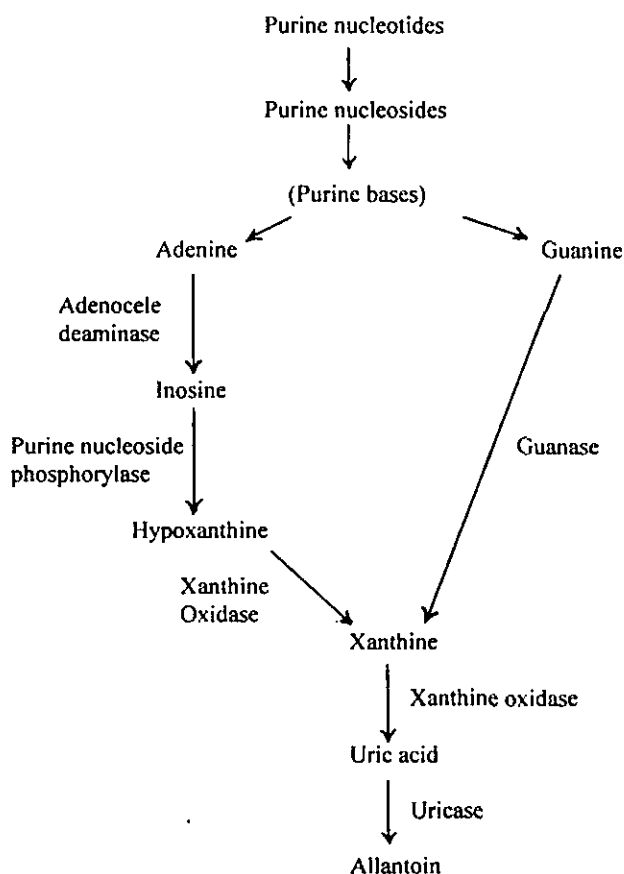 Purine nucleotides
Purine nucleosides
(Purine bases)
Adenine
Guanine
Adenocele
deaminase
Inosine
Purine nucleoside
phosphorylase
Guanase
Hypoxanthine
Xanthine
Oxidase
Xanthine
Xanthine oxidase
Uric acid
Uricase
Allantoin